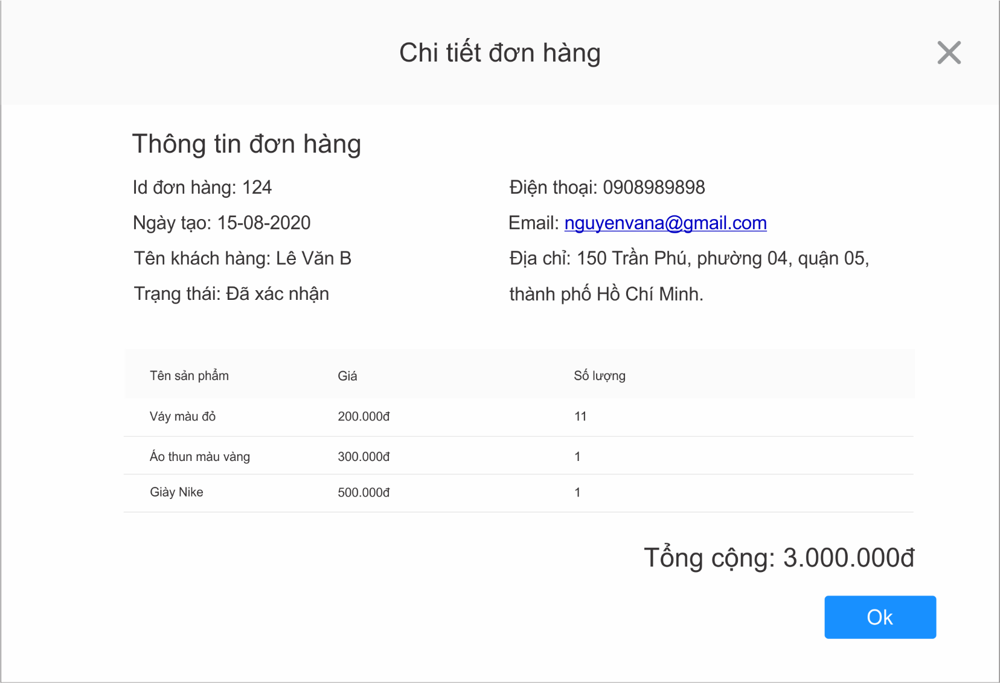 Chi tiết đơn hàng
Thông tin đơn hàng
Id đơn hàng: 124
Ngày tạo: 15-08-2020
Tên khách hàng: Lê Văn B
Trạng thái: Đã xác nhận
Điện thoại: 0908989898
Email: nguyenvana@gmail.com
Địa chỉ: 150 Trần Phú, phường 04, quận 05,
thành phố Hồ Chí Minh.
Tên sản phẩm Giá Số lượng
Váy màu đỏ 200.000đ 11
Áo thun màu vàng 300.000đ 1
Giày Nike 500.000đ 1
Tổng cộng: 3.000.000đ
Ok